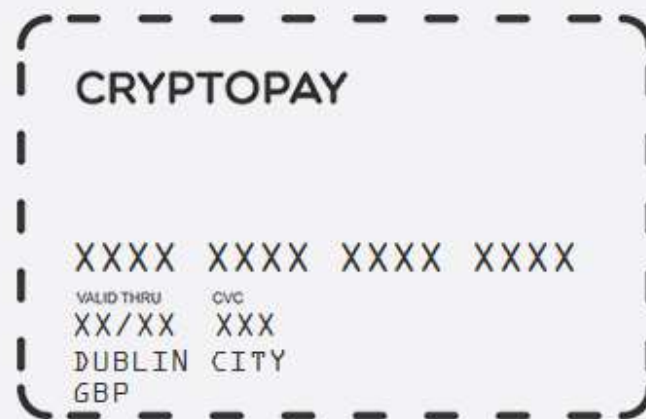 CRYPTOPAY
XXXX XXXX XXXX XXXX
VALID THRU CVC
XX/XX XXX
DUBLIN CITY
GBP